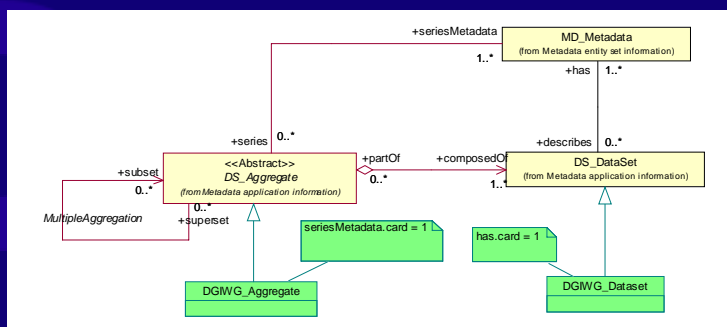 +seriesMetadata
MD_Metadata
(from Metadata entity set information)
1..*
+has
1..*
+series
0..*
+describes
0..*
<<Abstract>>
DS_Aggregate
(from Metadata application information)
+partOf
0..*
+composedOf
1..*
DS_DataSet
(from Metadata application information)
+subset
0..*
0..*
+superset
MultipleAggregation
seriesMetadata.card = 1
has.card = 1
DGIWG_Aggregate
DGIWG_Dataset